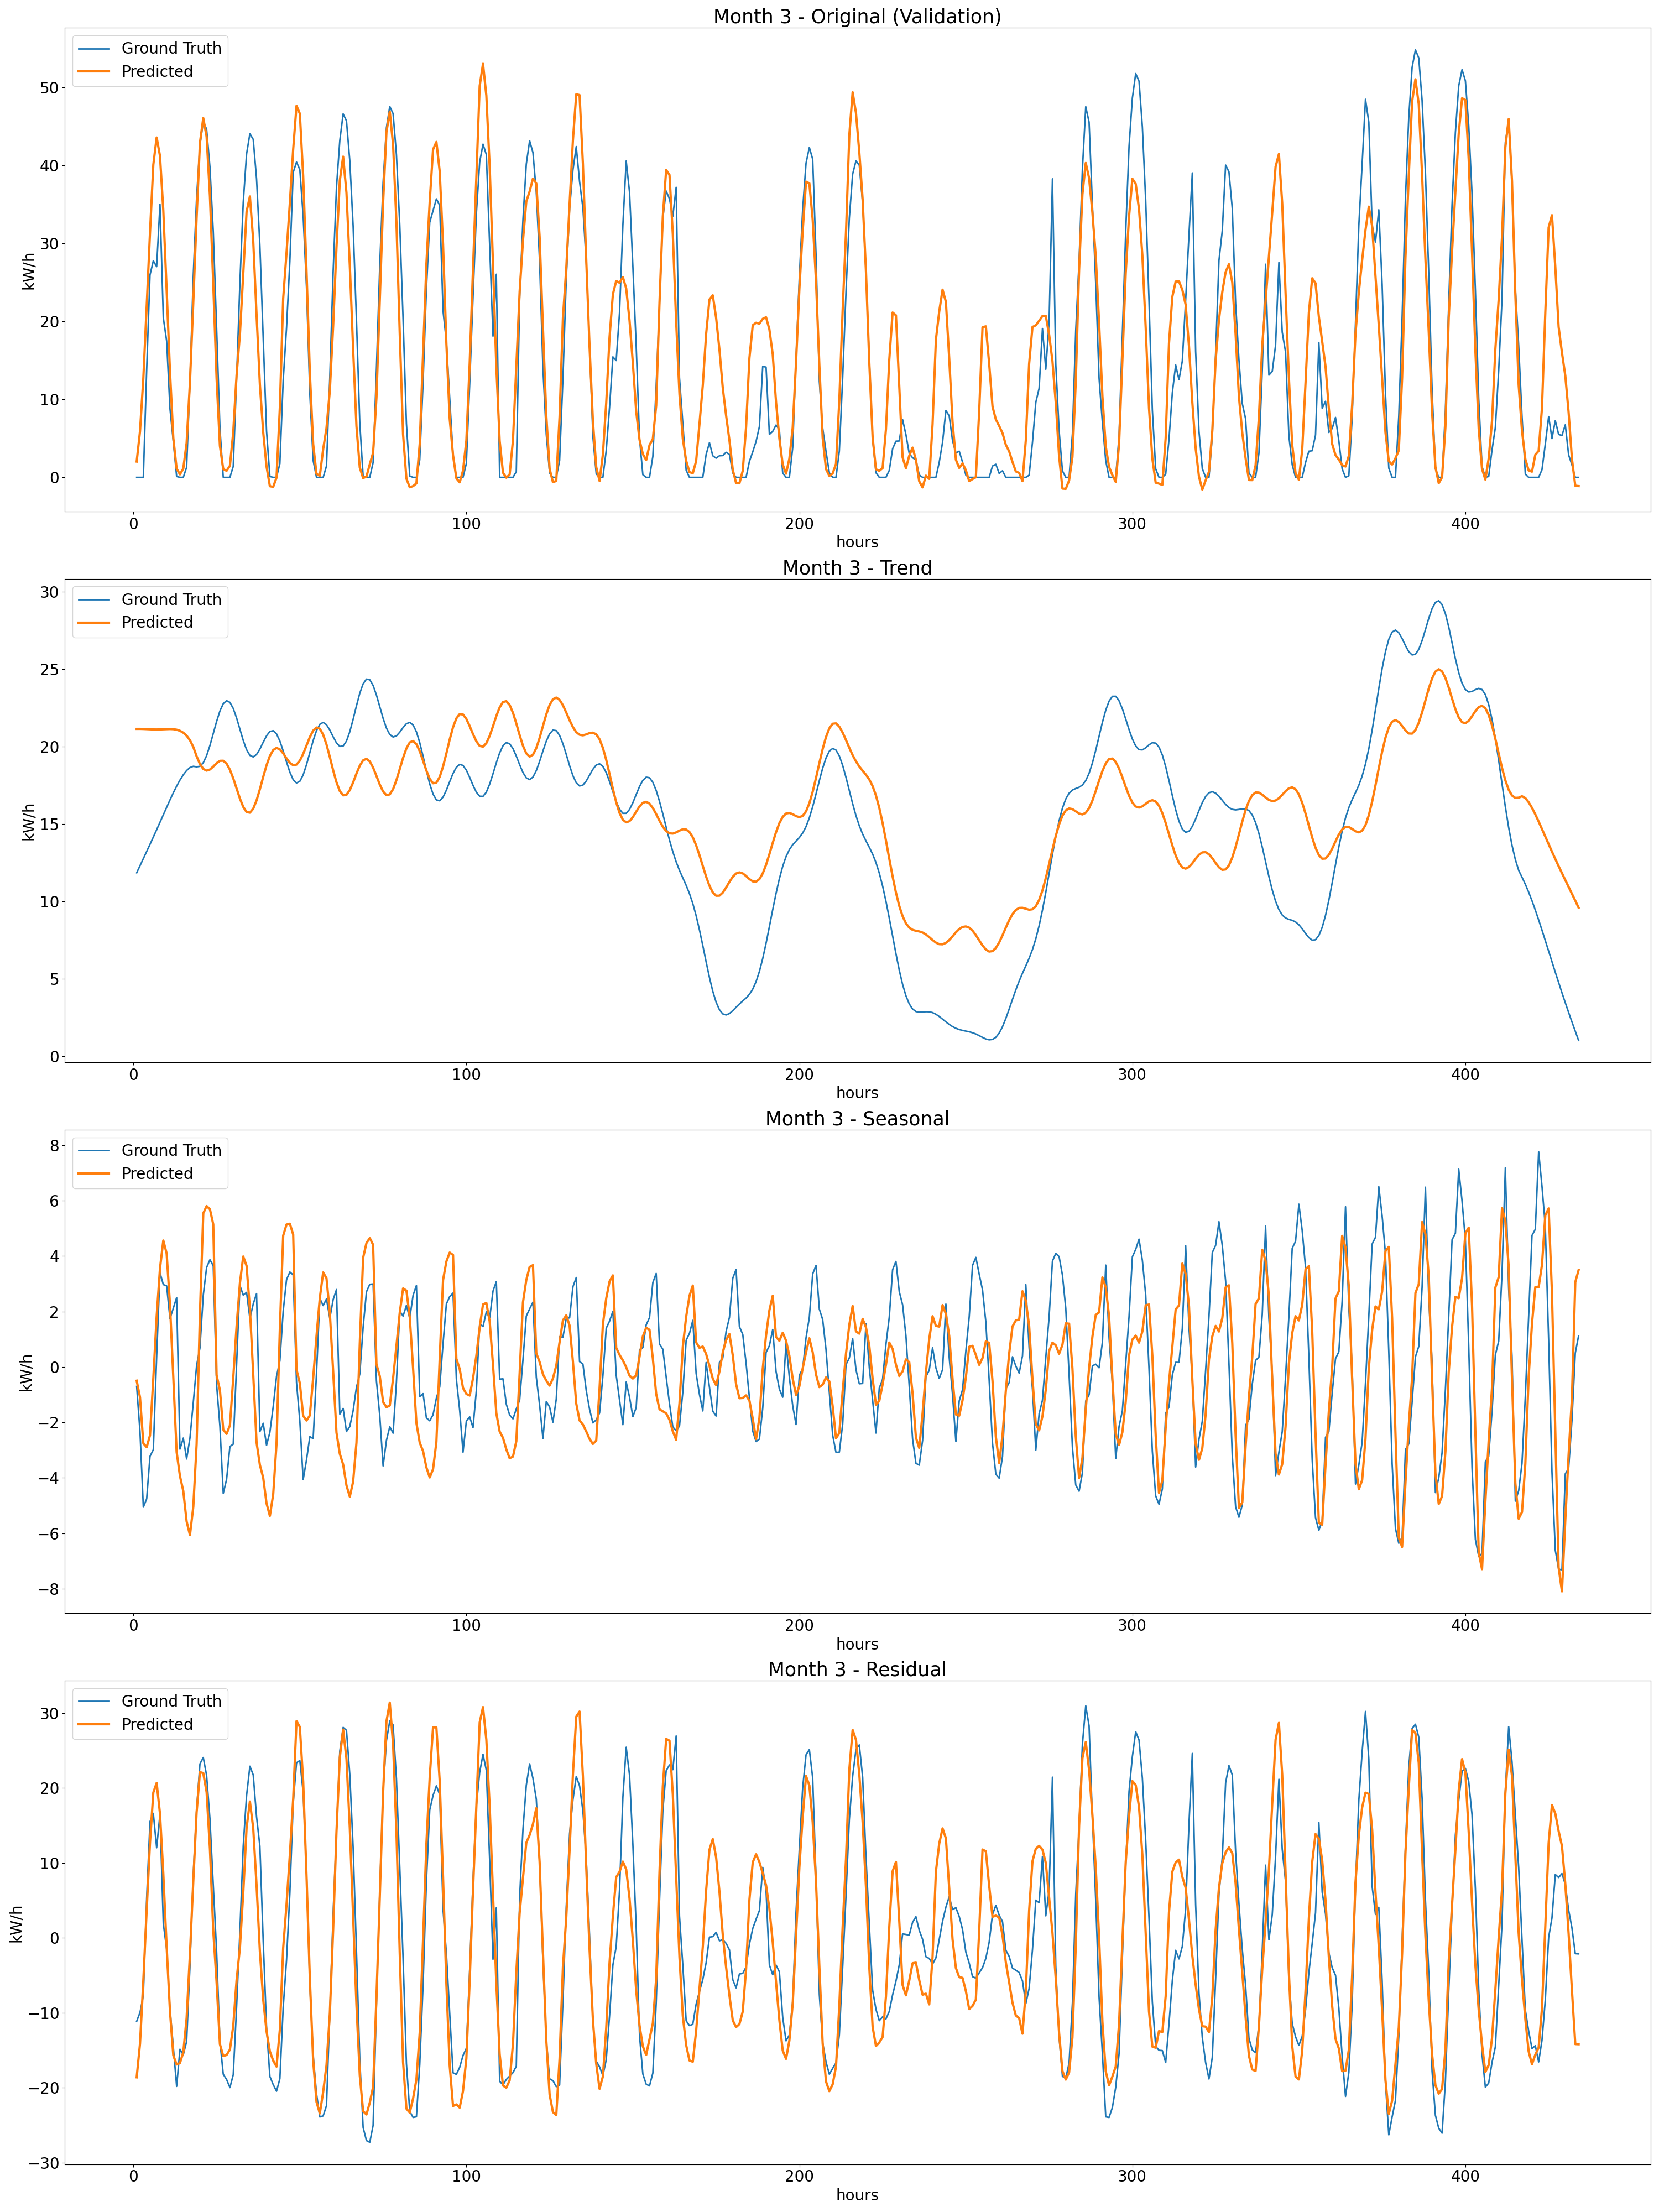 Month 3 - Original (Validation)
Ground Truth
Predicted
50
40
30
20
10
0
kW/h
0 100 200 300 400
hours
Month 3 - Trend
Ground Truth
Predicted
30
25
20
15
10
5
0
kW/h
0 100 200 300 400
hours
Month 3 - Seasonal
Ground Truth
Predicted
8
6
4
2
0
−2
−4
−6
−8
kW/h
0 100 200 300 400
hours
Month 3 - Residual
Ground Truth
Predicted
30
20
10
0
−10
−20
−30
kW/h
0 100 200 300 400
hours